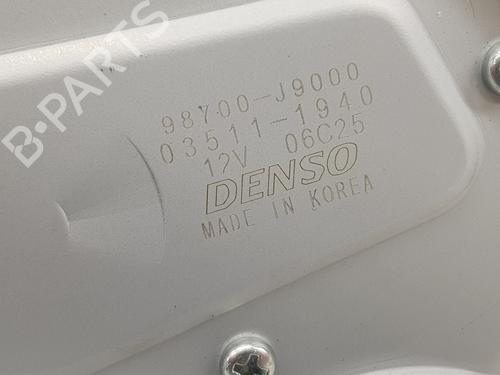 B-PARTS
98700-J9000
03511-1940
12V 06C25
DENSO
MADE IN KOREA